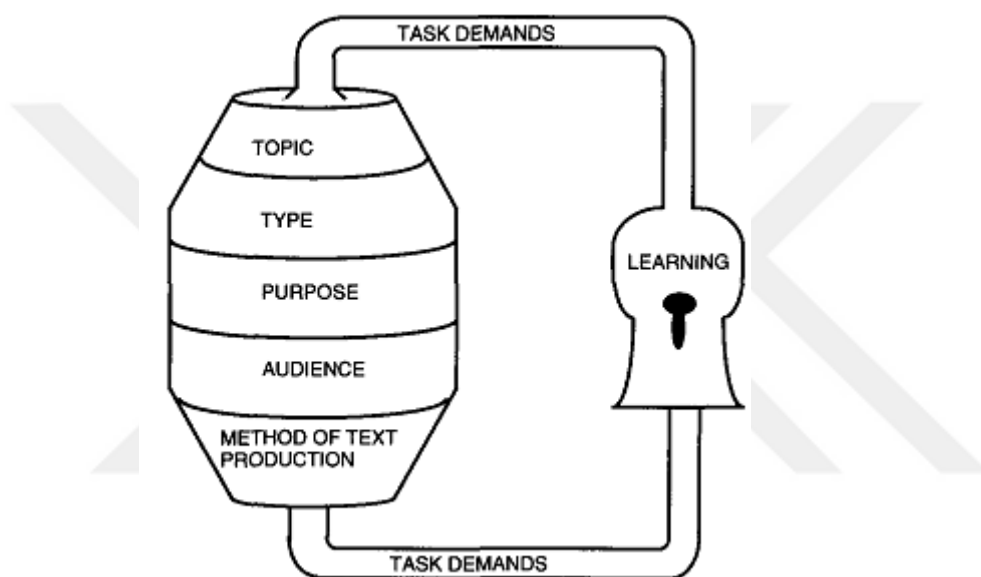 TASK DEMANDS
TOPIC
TYPE
LEARNING
PURPOSE
AUDIENCE
METHOD OF TEXT
PRODUCTION
TASK DEMANDS